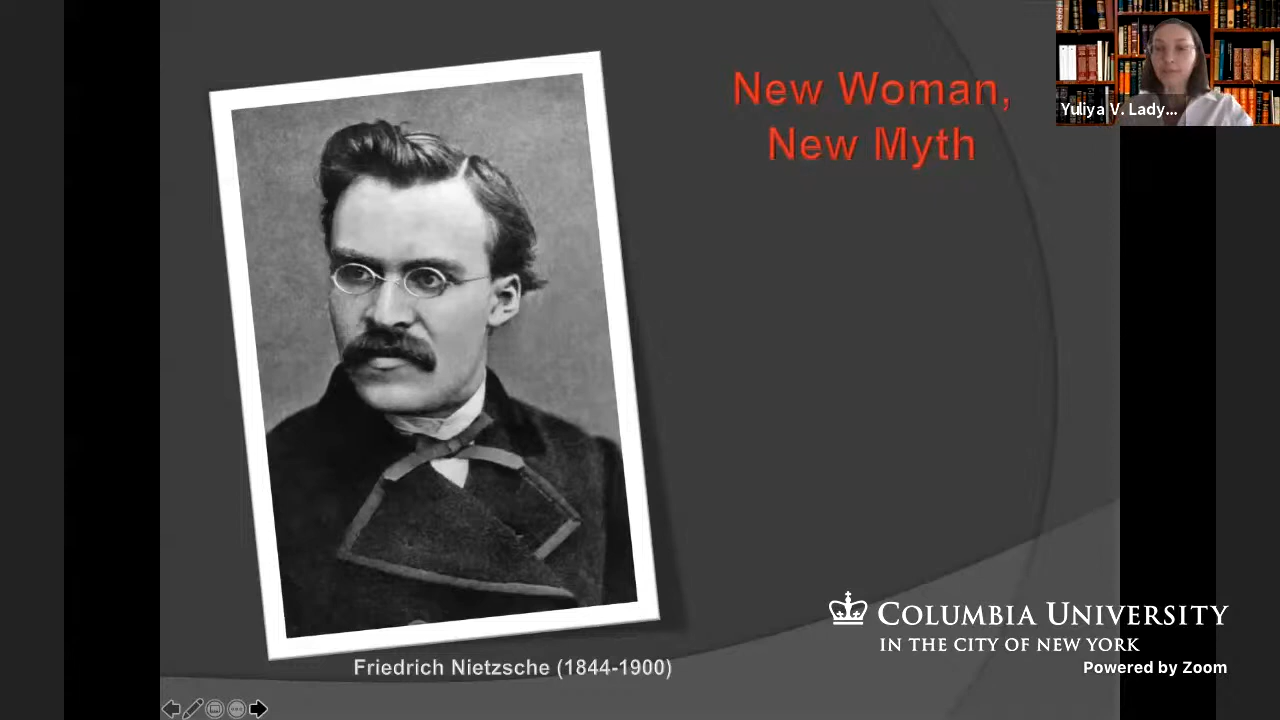 New Woman,
New Myth
Yuliya V. Lady...
Friedrich Nietzsche (1844-1900)
COLUMBIA UNIVERSITY
IN THE CITY OF NEW YORK
Powered by Zoom